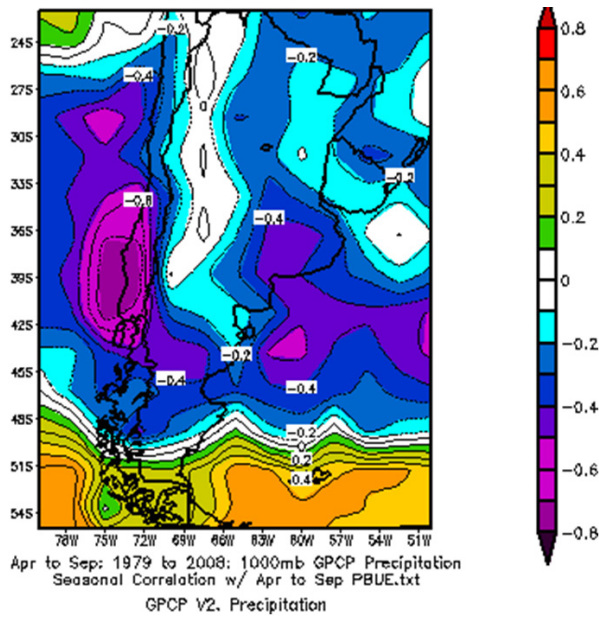 -0.2
24S
-0.2
-0.4
27S
30S
33S
-0.2
-0.6
-0.4
36S
39S
42S
-0.2
45S
-0.4
-0.4
48S
-0.2
0
0.2
51S
0.4
54S
78W 75W 72W 69W 66W 63W 60W 57W 54W 51W
0.8
0.6
0.4
0.2
0
-0.2
-0.4
-0.6
-0.8
Apr to Sep: 1979 to 2008: 1000mb GPCP Precipitation
Seasonal Correlation w/ Apr to Sep PBUE.txt
GPCP V2. Precipitation